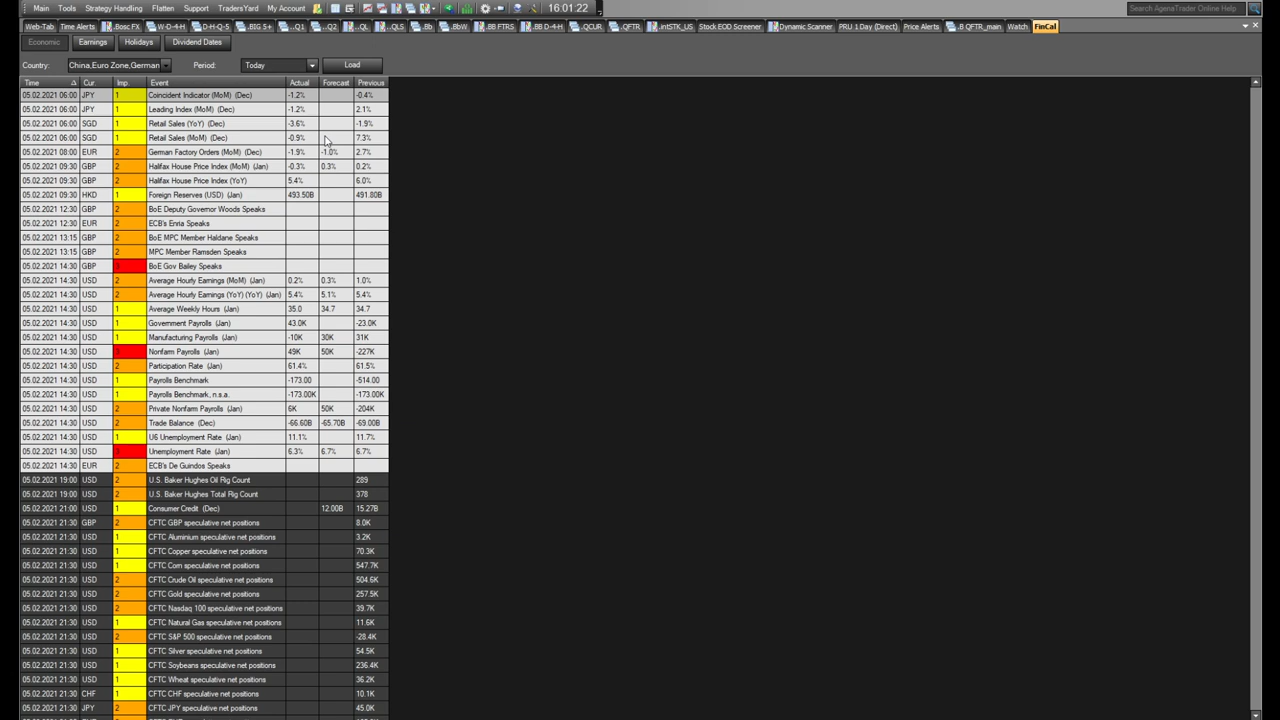 Main Tools Strategy Handling Flatten Support TradersYard My Account 16:01:22 Search AgenaTrader Online Help
Web-Tab Time Alerts .Bosc FX .W-D-4-H .D-H-Q-S .BIG 5+ ..Q1 ..Q2 ..QL ..QLS .Bb .BbW .BB FTRS .BB D-4-H .QCUR .QFTR .intSTK_US Stock EOD Screener Dynamic Scanner PRU 1 Day (Direct) Price Alerts .B QFTR_main Watch FinCal
Economic Earnings Holidays Dividend Dates
Country: China,Euro Zone,German Period: Today Load
Time Cur. Imp. Event Actual Forecast Previous
05.02.2021 06:00 JPY 1 Coincident Indicator (MoM) (Dec) -1.2% -0.4%
05.02.2021 06:00 JPY 1 Leading Index (MoM) (Dec) -1.2% 2.1%
05.02.2021 06:00 SGD 1 Retail Sales (YoY) (Dec) -3.6% -1.9%
05.02.2021 06:00 SGD 1 Retail Sales (MoM) (Dec) -0.9% 7.3%
05.02.2021 08:00 EUR 2 German Factory Orders (MoM) (Dec) -1.9% -1.0% 2.7%
05.02.2021 09:30 GBP 2 Halifax House Price Index (MoM) (Jan) -0.3% 0.3% 0.2%
05.02.2021 09:30 GBP 2 Halifax House Price Index (YoY) 5.4% 6.0%
05.02.2021 09:30 HKD 1 Foreign Reserves (USD) (Jan) 493.50B 491.80B
05.02.2021 12:30 GBP 2 BoE Deputy Governor Woods Speaks
05.02.2021 12:30 EUR 2 ECB's Enria Speaks
05.02.2021 13:15 GBP 2 BoE MPC Member Haldane Speaks
05.02.2021 13:15 GBP 2 MPC Member Ramsden Speaks
05.02.2021 14:30 GBP 3 BoE Gov Bailey Speaks
05.02.2021 14:30 USD 2 Average Hourly Earnings (MoM) (Jan) 0.2% 0.3% 1.0%
05.02.2021 14:30 USD 2 Average Hourly Earnings (YoY) (YoY) (Jan) 5.4% 5.1% 5.4%
05.02.2021 14:30 USD 1 Average Weekly Hours (Jan) 35.0 34.7 34.7
05.02.2021 14:30 USD 1 Government Payrolls (Jan) 43.0K -23.0K
05.02.2021 14:30 USD 1 Manufacturing Payrolls (Jan) -10K 30K 31K
05.02.2021 14:30 USD 3 Nonfarm Payrolls (Jan) 49K 50K -227K
05.02.2021 14:30 USD 2 Participation Rate (Jan) 61.4% 61.5%
05.02.2021 14:30 USD 1 Payrolls Benchmark -173.00 -514.00
05.02.2021 14:30 USD 1 Payrolls Benchmark, n.s.a. -173.00K -173.00K
05.02.2021 14:30 USD 2 Private Nonfarm Payrolls (Jan) 6K 50K -204K
05.02.2021 14:30 USD 2 Trade Balance (Dec) -66.60B -65.70B -69.00B
05.02.2021 14:30 USD 1 U6 Unemployment Rate (Jan) 11.1% 11.7%
05.02.2021 14:30 USD 3 Unemployment Rate (Jan) 6.3% 6.7% 6.7%
05.02.2021 14:30 EUR 2 ECB's De Guindos Speaks
05.02.2021 19:00 USD 2 U.S. Baker Hughes Oil Rig Count 289
05.02.2021 19:00 USD 2 U.S. Baker Hughes Total Rig Count 378
05.02.2021 21:00 USD 1 Consumer Credit (Dec) 12.00B 15.27B
05.02.2021 21:30 GBP 2 CFTC GBP speculative net positions 8.0K
05.02.2021 21:30 USD 1 CFTC Aluminium speculative net positions 3.2K
05.02.2021 21:30 USD 1 CFTC Copper speculative net positions 70.3K
05.02.2021 21:30 USD 1 CFTC Corn speculative net positions 547.7K
05.02.2021 21:30 USD 2 CFTC Crude Oil speculative net positions 504.6K
05.02.2021 21:30 USD 2 CFTC Gold speculative net positions 257.5K
05.02.2021 21:30 USD 2 CFTC Nasdaq 100 speculative net positions 39.7K
05.02.2021 21:30 USD 1 CFTC Natural Gas speculative net positions 11.6K
05.02.2021 21:30 USD 2 CFTC S&P 500 speculative net positions -28.4K
05.02.2021 21:30 USD 1 CFTC Silver speculative net positions 54.5K
05.02.2021 21:30 USD 1 CFTC Soybeans speculative net positions 236.4K
05.02.2021 21:30 USD 1 CFTC Wheat speculative net positions 36.2K
05.02.2021 21:30 CHF 1 CFTC CHF speculative net positions 10.1K
05.02.2021 21:30 JPY 2 CFTC JPY speculative net positions 45.0K